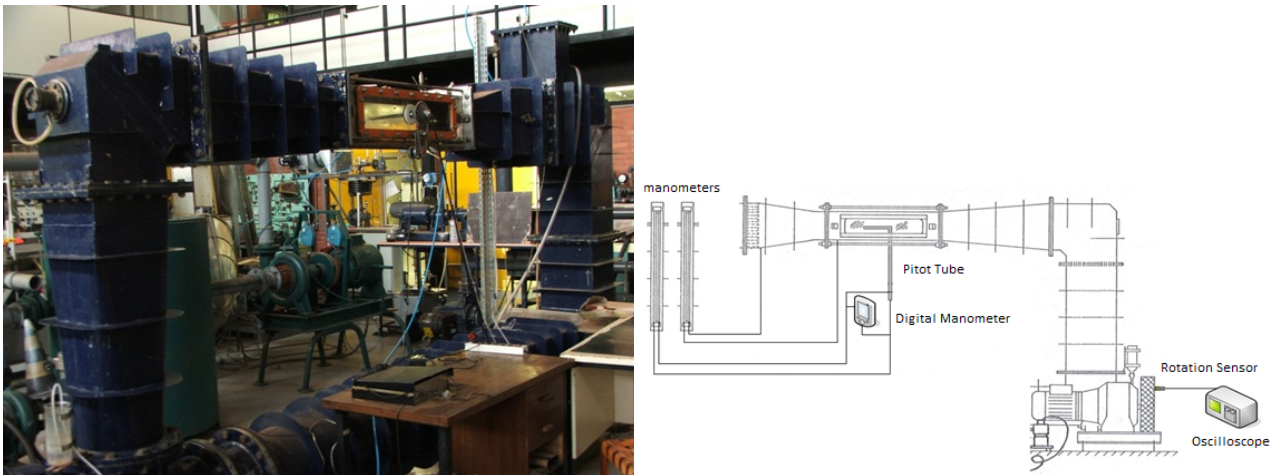 manometers
Pitot Tube
Digital Manometer
Rotation Sensor
Oscilloscope